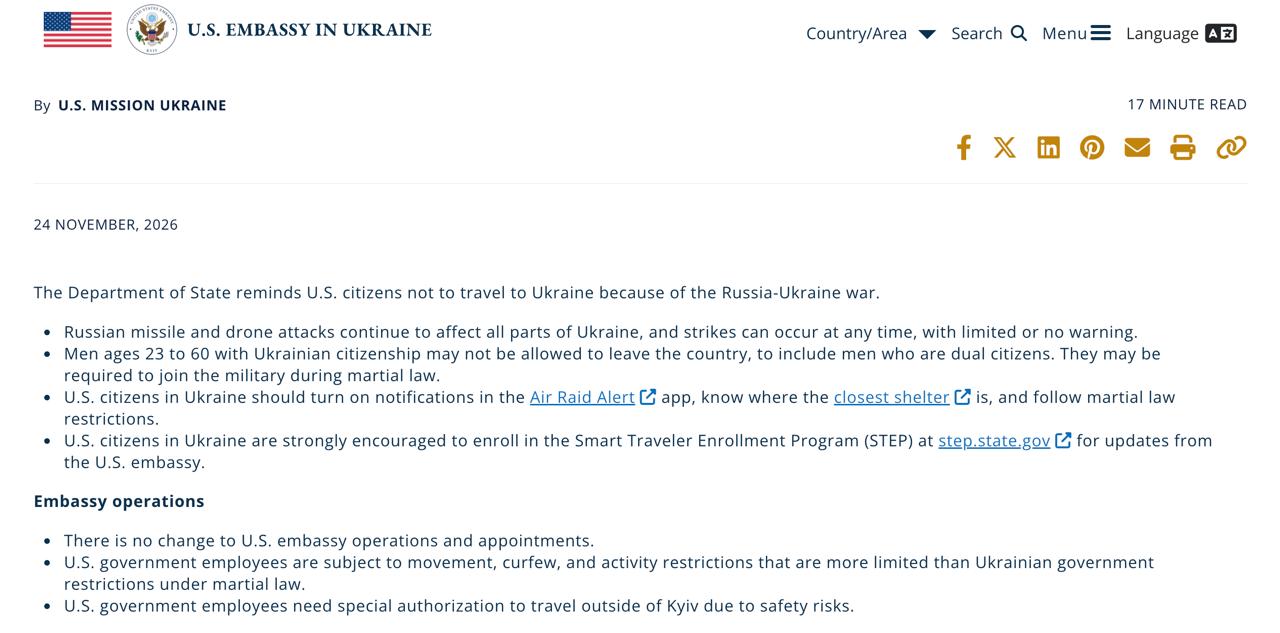 U.S. EMBASSY IN UKRAINE
Country/Area
Search
Menu
Language
By U.S. MISSION UKRAINE
17 MINUTE READ
24 NOVEMBER, 2026
The Department of State reminds U.S. citizens not to travel to Ukraine because of the Russia-Ukraine war.
• Russian missile and drone attacks continue to affect all parts of Ukraine, and strikes can occur at any time, with limited or no warning.
• Men ages 23 to 60 with Ukrainian citizenship may not be allowed to leave the country, to include men who are dual citizens. They may be
required to join the military during martial law.
• U.S. citizens in Ukraine should turn on notifications in the Air Raid Alert app, know where the closest shelter is, and follow martial law
restrictions.
• U.S. citizens in Ukraine are strongly encouraged to enroll in the Smart Traveler Enrollment Program (STEP) at step.state.gov for updates from
the U.S. embassy.
Embassy operations
• There is no change to U.S. embassy operations and appointments.
• U.S. government employees are subject to movement, curfew, and activity restrictions that are more limited than Ukrainian government
restrictions under martial law.
• U.S. government employees need special authorization to travel outside of Kyiv due to safety risks.